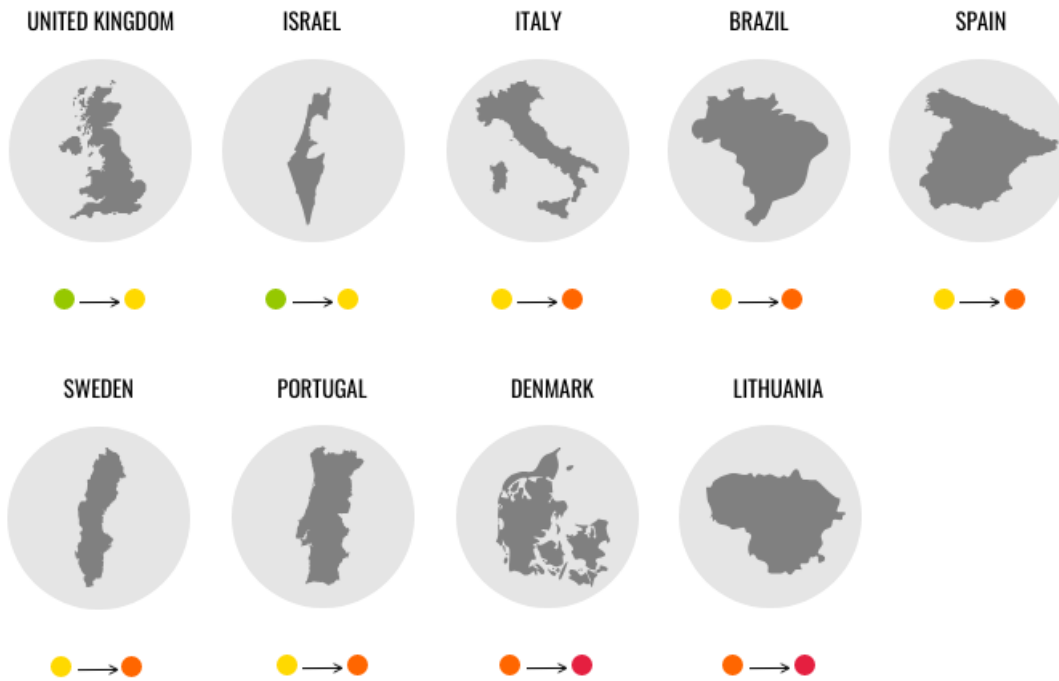 UNITED KINGDOM
ISRAEL
ITALY
BRAZIL
SPAIN
SWEDEN
PORTUGAL
DENMARK
LITHUANIA